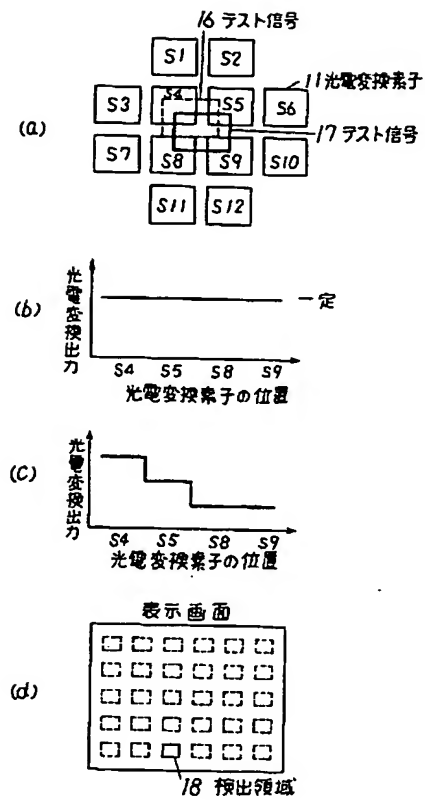 16 テスト信号
S1 S2
S4 S5
11 光電変換素子
S3 S6
(a)
17 テスト信号
S7 S8 S9 S10
S11 S12
(b)
光電変換出力
一定
S4 S5 S8 S9
光電変換素子の位置
(c)
光電変換出力
S4 S5 S8 S9
光電変換素子の位置
表示画面
(d)
18 検出領域